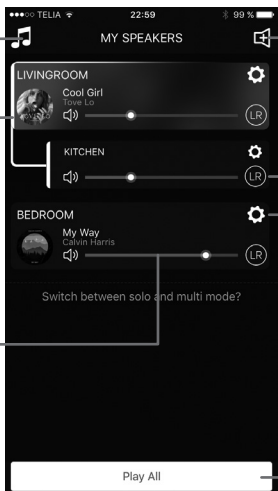 TELIA 22:59 99 %
MY SPEAKERS
LIVINGROOM
Cool Girl
Tove Lo
LR
KITCHEN
LR
BEDROOM
My Way
Calvin Harris
LR
Switch between solo and multi mode?
Play All